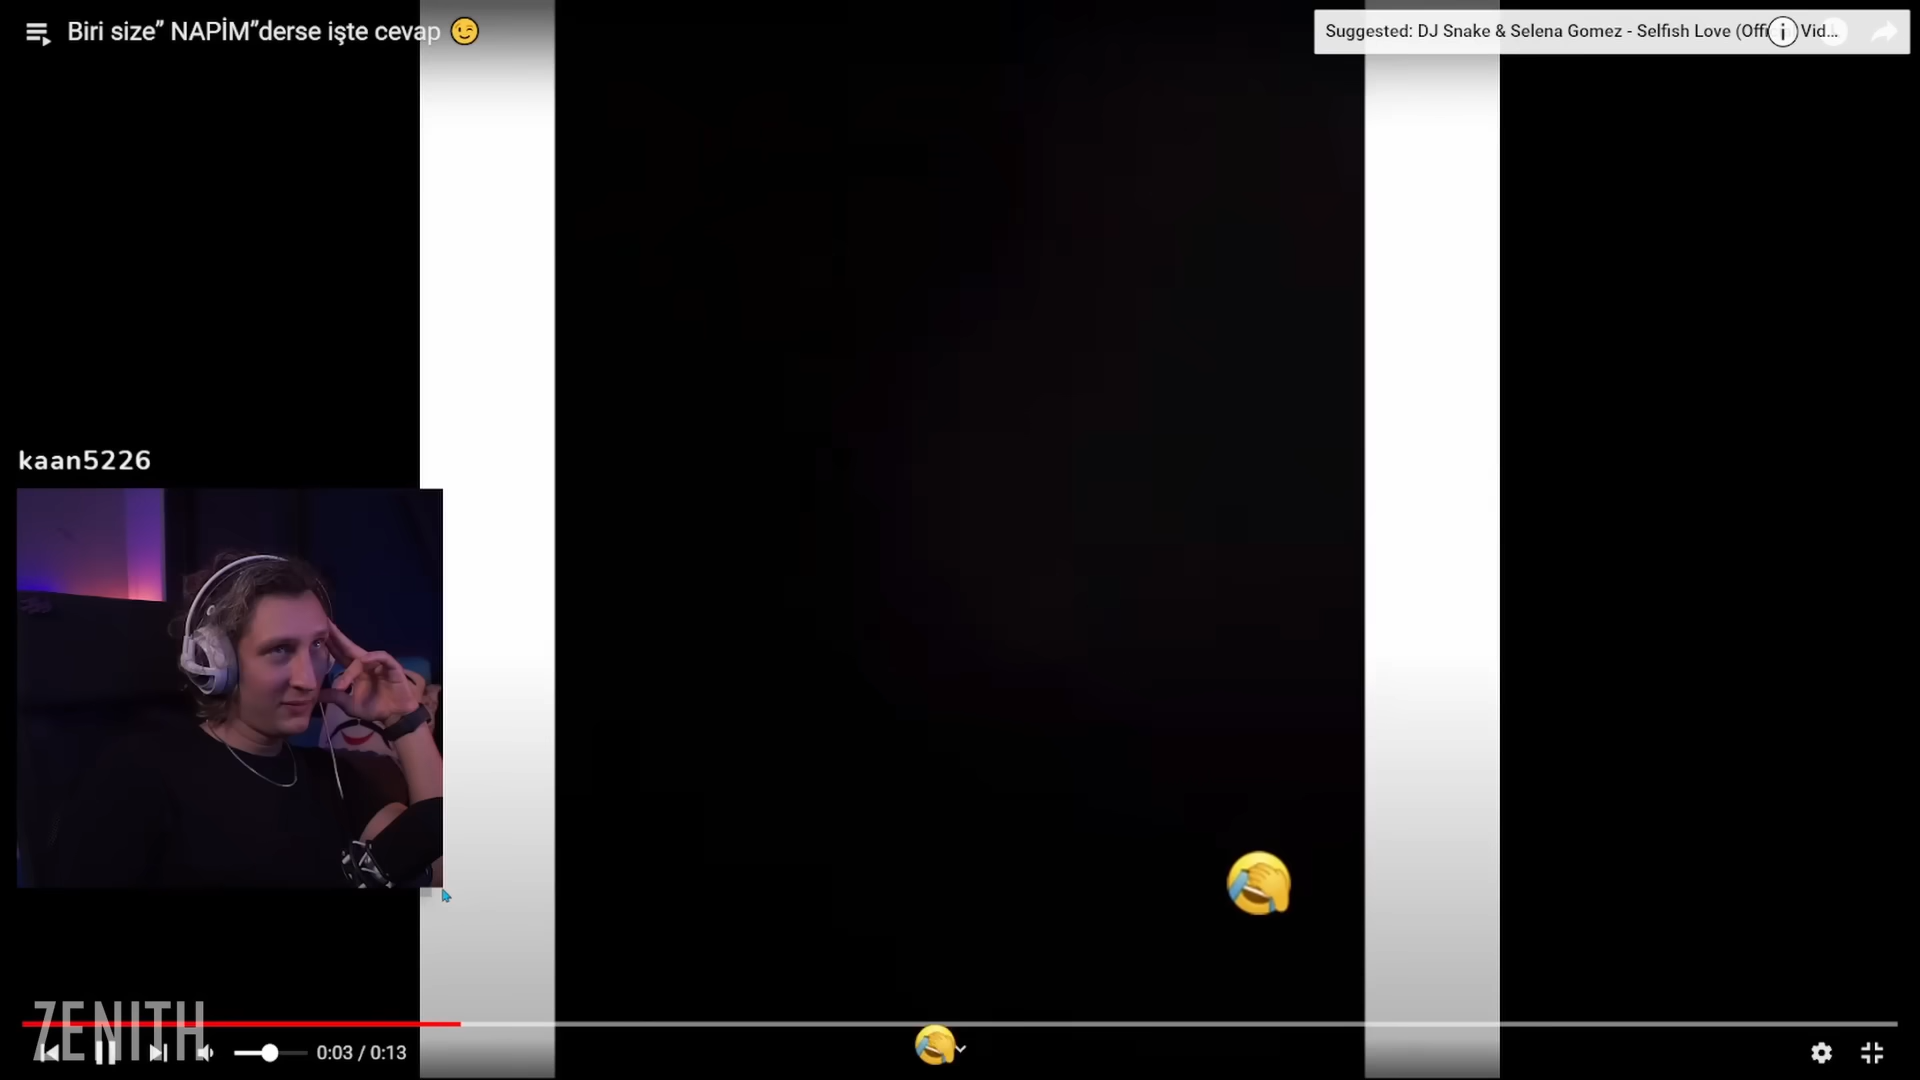 Biri size” NAPİM”derse işte cevap 😉
Suggested: DJ Snake & Selena Gomez - Selfish Love (Offi Vid...
kaan5226
ZENITH
0:03 / 0:13